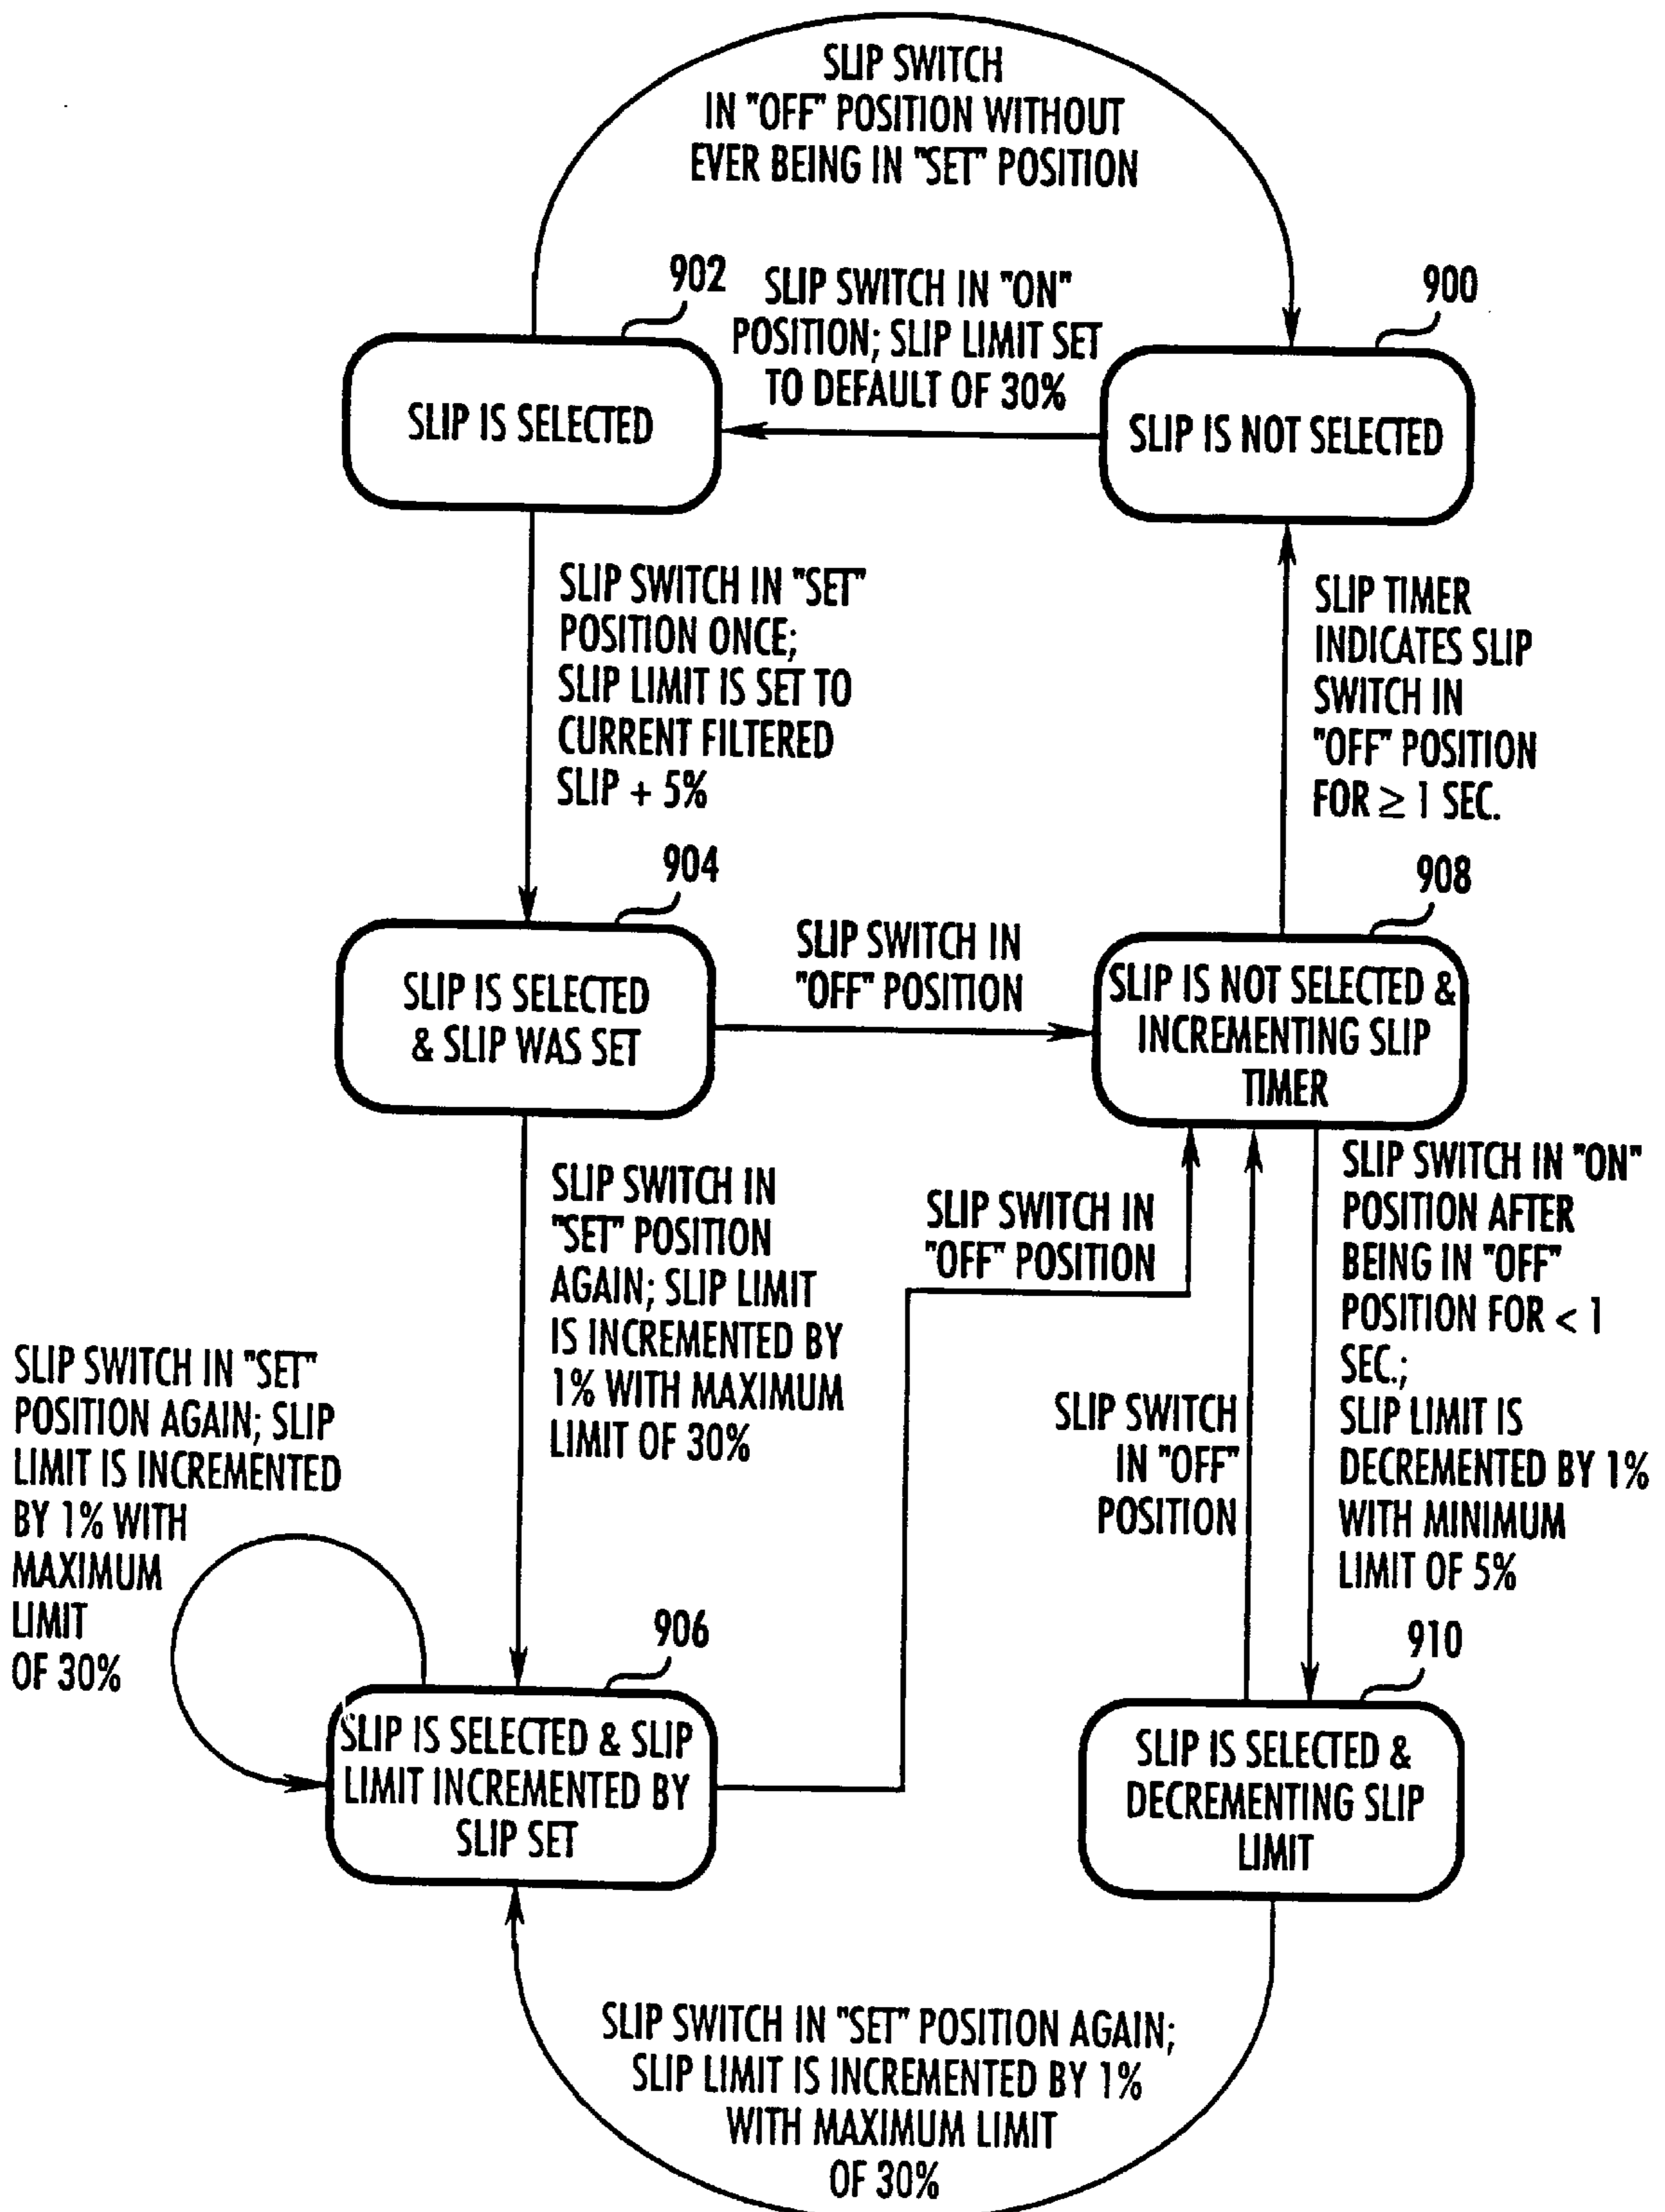 SLIP SWITCH
IN "OFF" POSITION WITHOUT
EVER BEING IN "SET" POSITION
902
SLIP SWITCH IN "ON"
POSITION; SLIP LIMIT SET
TO DEFAULT OF 30%
900
SLIP IS SELECTED
SLIP IS NOT SELECTED
SLIP SWITCH IN "SET"
POSITION ONCE;
SLIP LIMIT IS SET TO
CURRENT FILTERED
SLIP + 5%
SLIP TIMER
INDICATES SLIP
SWITCH IN
"OFF" POSITION
FOR ≥ 1 SEC.
904
908
SLIP IS SELECTED
& SLIP WAS SET
SLIP SWITCH IN
"OFF" POSITION
SLIP IS NOT SELECTED &
INCREMENTING SLIP
TIMER
SLIP SWITCH IN
"SET" POSITION
AGAIN; SLIP LIMIT
IS INCREMENTED BY
1% WITH MAXIMUM
LIMIT OF 30%
SLIP SWITCH IN
"OFF" POSITION
SLIP SWITCH IN "ON"
POSITION AFTER
BEING IN "OFF"
POSITION FOR < 1
SEC.;
SLIP LIMIT IS
DECREMENTED BY 1%
WITH MINIMUM
LIMIT OF 5%
SLIP SWITCH IN "SET"
POSITION AGAIN; SLIP
LIMIT IS INCREMENTED
BY 1% WITH
MAXIMUM
LIMIT
OF 30%
SLIP SWITCH
IN "OFF"
POSITION
906
910
SLIP IS SELECTED & SLIP
LIMIT INCREMENTED BY
SLIP SET
SLIP IS SELECTED &
DECREMENTING SLIP
LIMIT
SLIP SWITCH IN "SET" POSITION AGAIN;
SLIP LIMIT IS INCREMENTED BY 1%
WITH MAXIMUM LIMIT
OF 30%